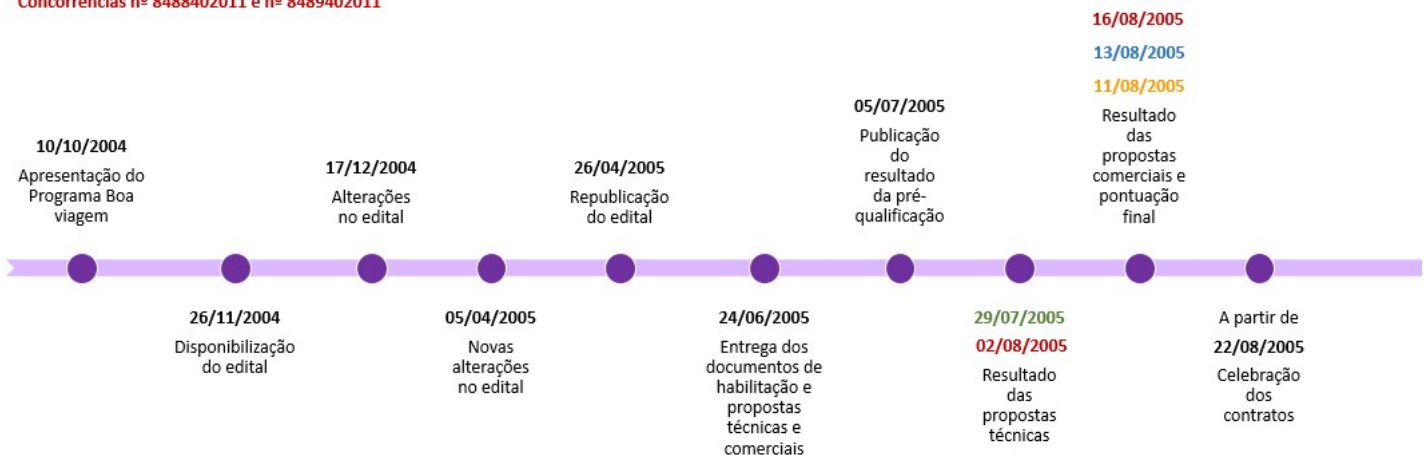 Concorrências nº 8488402011 e nº 8489402011
10/10/2004
Apresentação do
Programa Boa
viagem
26/11/2004
Disponibilização
do edital
17/12/2004
Alterações
no edital
05/04/2005
Novas
alterações
no edital
26/04/2005
Republicação
do edital
24/06/2005
Entrega dos
documentos de
habilitação e
propostas
técnicas e
comerciais
05/07/2005
Publicação
do
resultado
da pré-
qualificação
29/07/2005
02/08/2005
Resultado
das
propostas
técnicas
16/08/2005
13/08/2005
11/08/2005
Resultado
das
propostas
comerciais e
pontuação
final
A partir de
22/08/2005
Celebração
dos
contratos